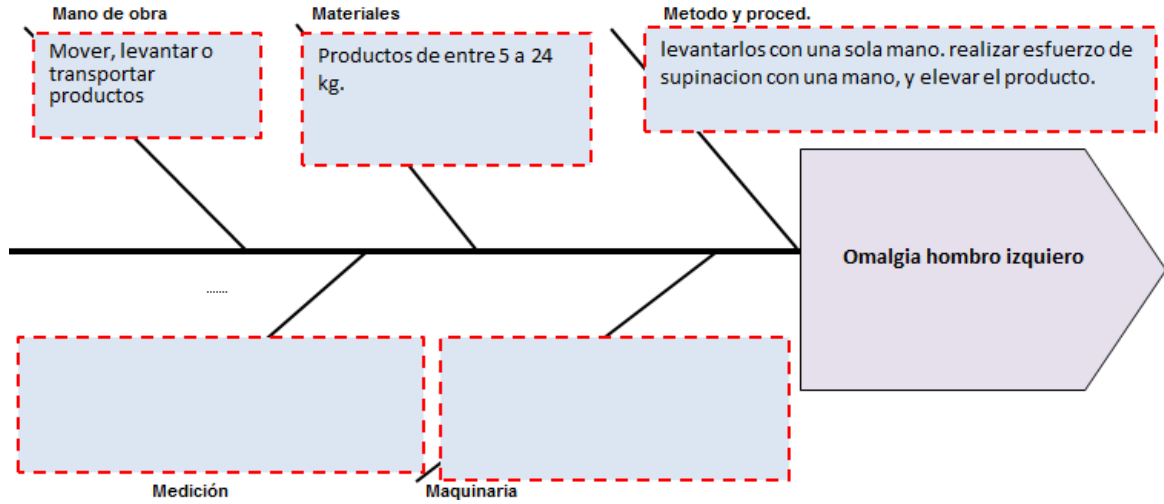 Mano de obra
Materiales
Metodo y proced.
Mover, levantar o
transportar
productos
Productos de entre 5 a 24
kg.
levantarlos con una sola mano. realizar esfuerzo de
supinacion con una mano, y elevar el producto.
Omalgia hombro izquiero
.......
Medición
Maquinaria